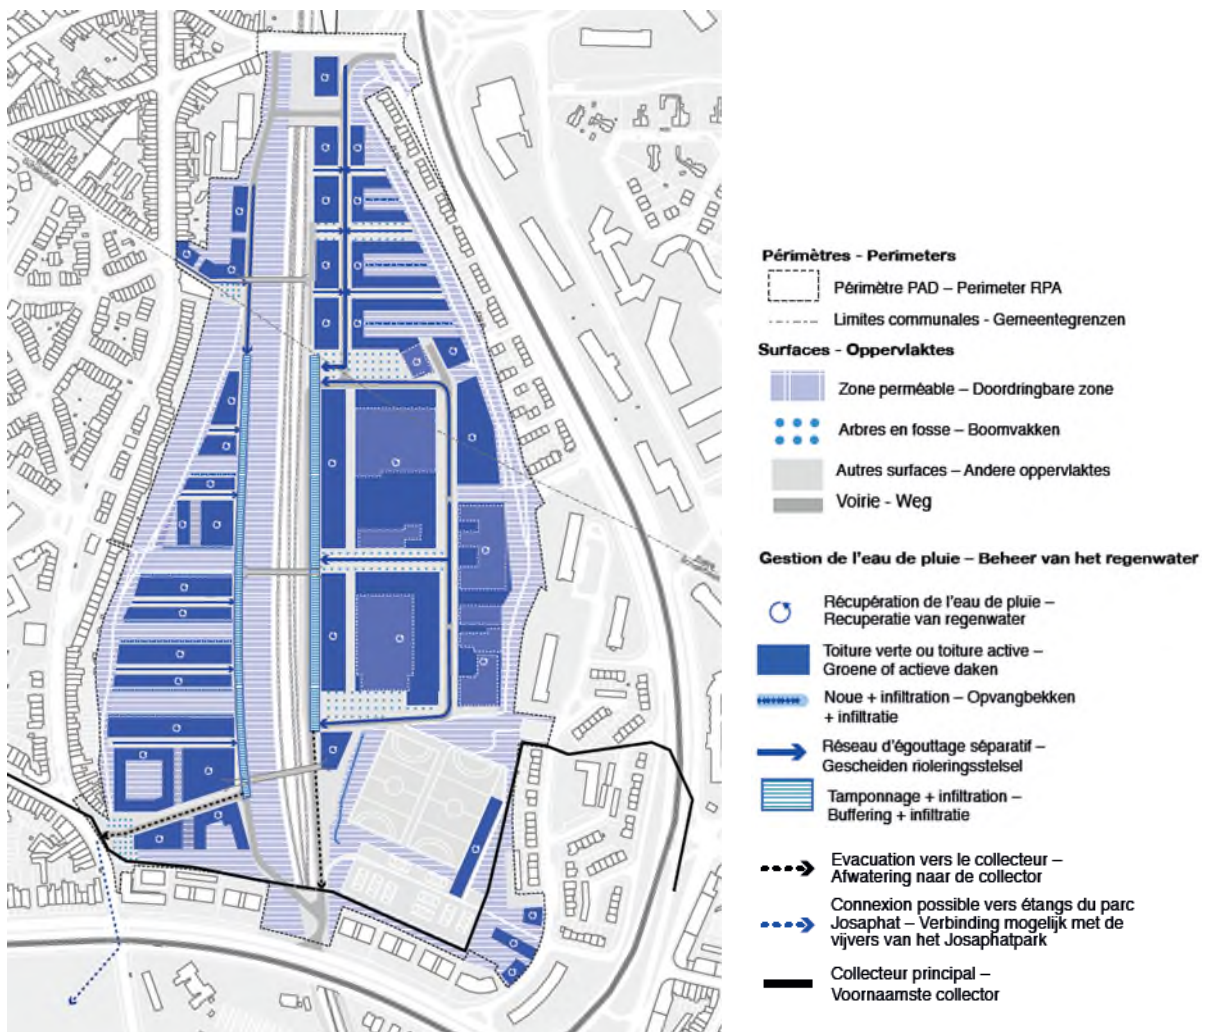 Périmètres - Perimeters
Périmètre PAD – Perimeter RPA
Limites communales - Gemeentegrenzen
Surfaces - Oppervlaktes
Zone perméable – Doordringbare zone
Arbres en fosse – Boomvakken
Autres surfaces – Andere oppervlaktes
Voirie - Weg
Gestion de l'eau de pluie – Beheer van het regenwater
Récupération de l'eau de pluie –
Recuperatie van regenwater
Toiture verte ou toiture active –
Groene of actieve daken
Noue + infiltration – Opvangbekken
+ infiltratie
Réseau d'égouttage séparatif –
Gescheiden rioleringsstelsel
Tamponnage + infiltration –
Buffering + infiltratie
Evacuation vers le collecteur –
Afwatering naar de collector
Connexion possible vers étangs du parc
Josaphat – Verbinding mogelijk met de
vijvers van het Josaphatpark
Collecteur principal –
Voornaamste collector